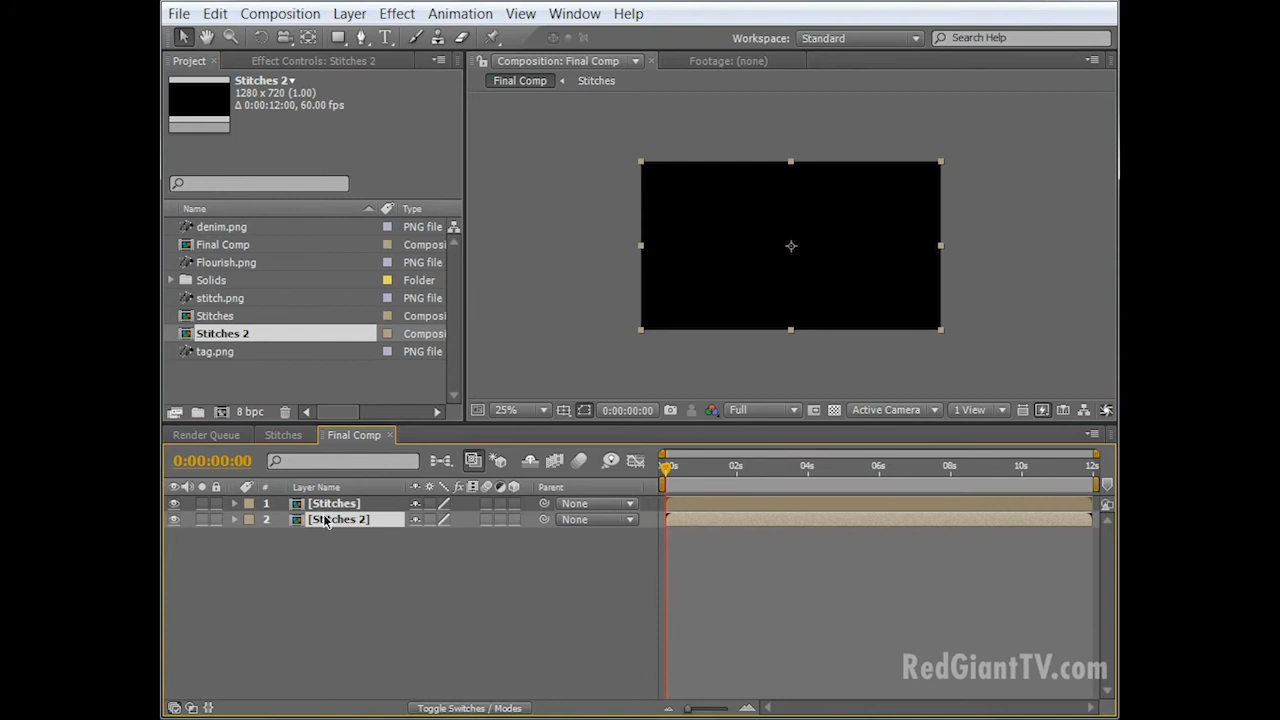 File Edit Composition Layer Effect Animation View Window Help
Workspace: Standard Search Help
Project Effect Controls: Stitches 2 Composition: Final Comp Footage: (none)
Stitches 2
1280 x 720 (1.00)
Δ 0:00:12:00, 60.00 fps
Final Comp Stitches
Name Type
denim.png PNG file
Final Comp Composi
Flourish.png PNG file
Solids Folder
stitch.png PNG file
Stitches Composi
Stitches 2 Composi
tag.png PNG file
8 bpc
25% 0:00:00:00 Full Active Camera 1 View
Render Queue Stitches Final Comp
0:00:00:00
02s 04s 06s 08s 10s 12s
# Layer Name fx Parent
1 [Stitches] None
2 [Stitches 2] None
RedGiantTV.com
Toggle Switches / Modes